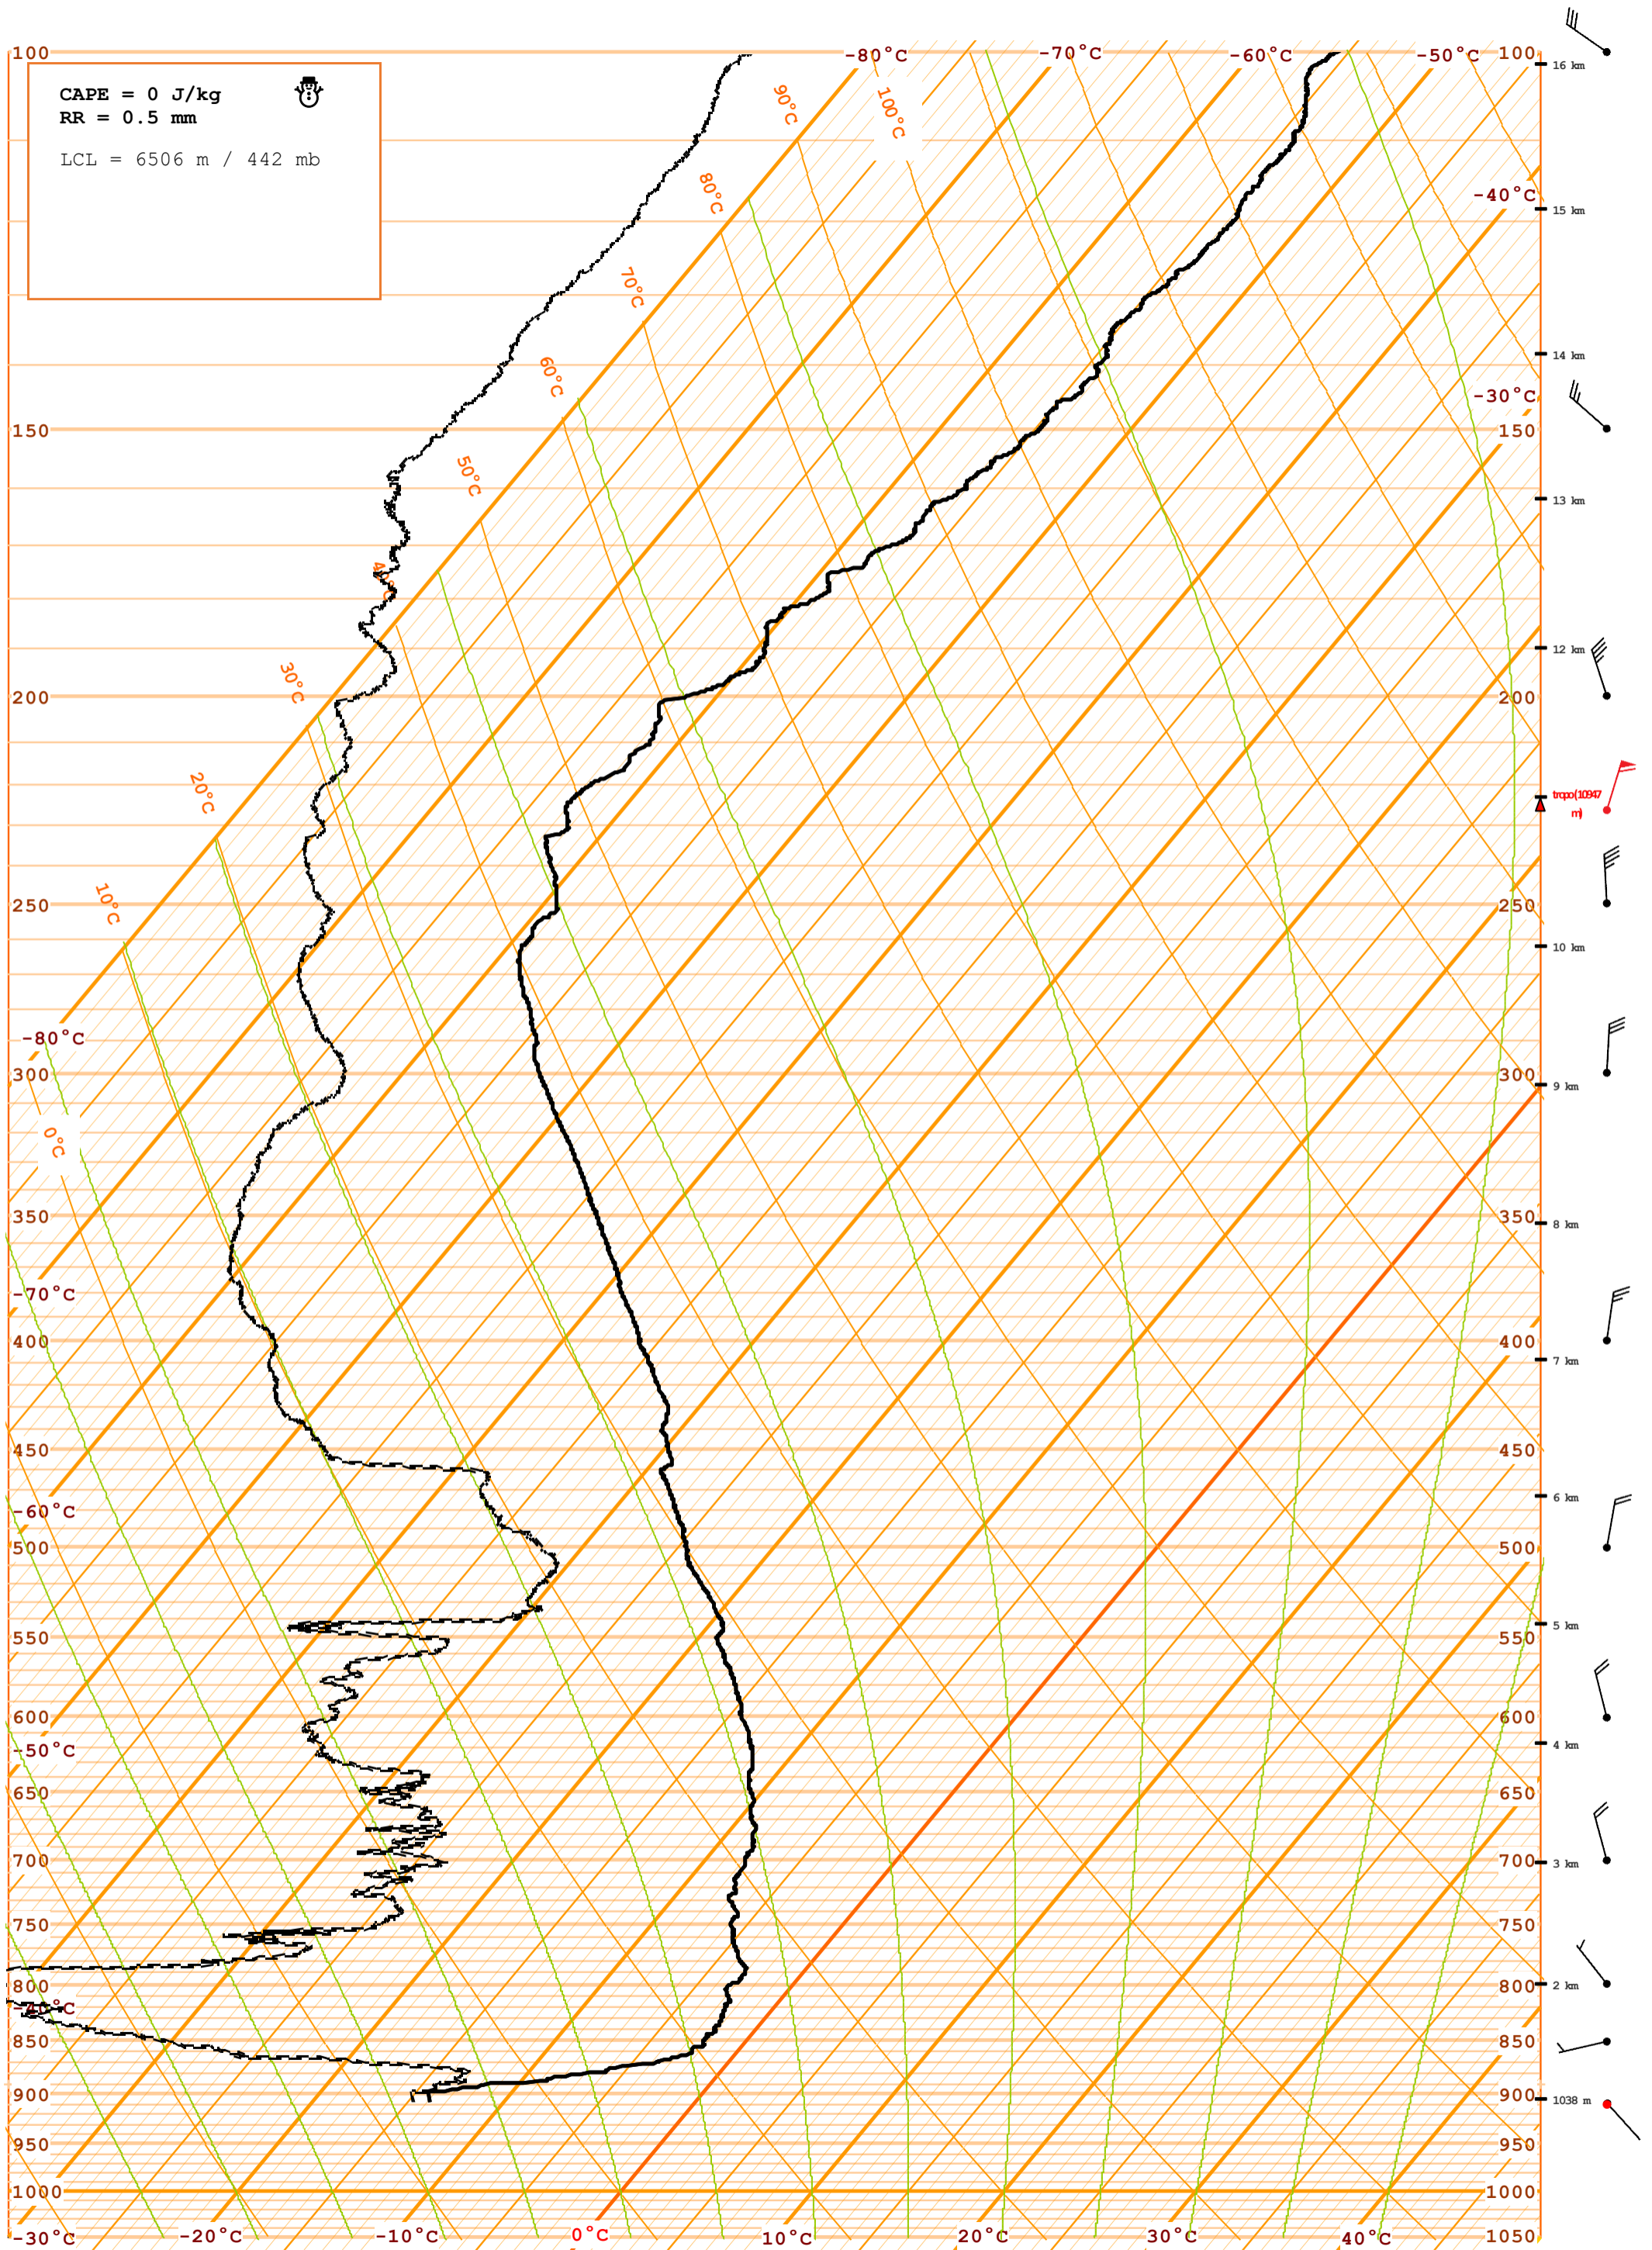 -80°C -70°C -60°C -50°C
100 100
16 km
CAPE = 0 J/kg
RR = 0.5 mm
LCL = 6506 m / 442 mb
90°C 100°C
80°C
-40°C
15 km
70°C
14 km
60°C
-30°C
150 150
50°C
13 km
40°C
12 km
30°C
200 200
20°C
tropo(10947
m)
10°C
250 250
10 km
-80°C
300 300
9 km
0°C
350 350
8 km
-70°C
400 400
7 km
450 450
6 km
-60°C
500 500
5 km
550 550
600 600
4 km
-50°C
650 650
700 700
3 km
750 750
800 800
2 km
-40°C
850 850
900 900
1038 m
950 950
1000 1000
-30°C -20°C -10°C 0°C 10°C 20°C 30°C 40°C 1050